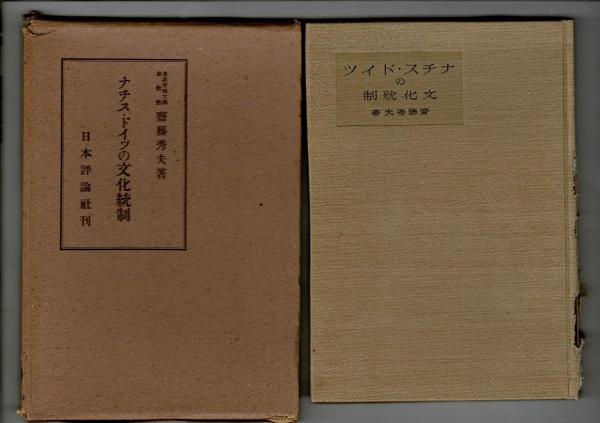 齋藤秀夫著
ナチス・ドイツの文化統制
日本評論社刊
ナチス・ドイツ
の
文化統制
齋藤秀夫著